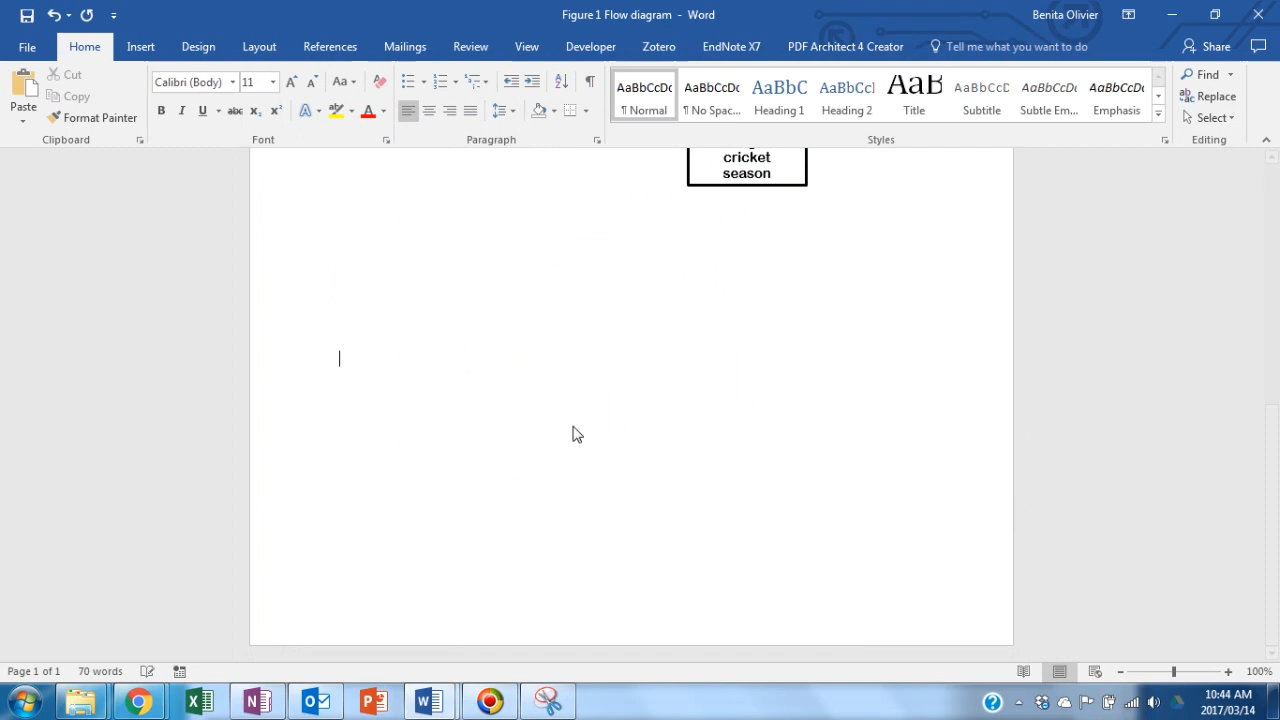 Figure 1 Flow diagram - Word
Benita Olivier
File
Home
Insert
Design
Layout
References
Mailings
Review
View
Developer
Zotero
EndNote X7
PDF Architect 4 Creator
Tell me what you want to do
Share
Paste
Cut
Copy
Format Painter
Clipboard
Calibri (Body)
11
Font
Paragraph
AaBbCcDc
¶ Normal
AaBbCcDc
¶ No Spac...
AaBbC
Heading 1
AaBbCcl
Heading 2
AaB
Title
AaBbCcD
Subtitle
AaBbCcDc
Subtle Em...
AaBbCcDc
Emphasis
Styles
Find
Replace
Select
Editing
cricket
season
Page 1 of 1
70 words
100%
10:44 AM
2017/03/14